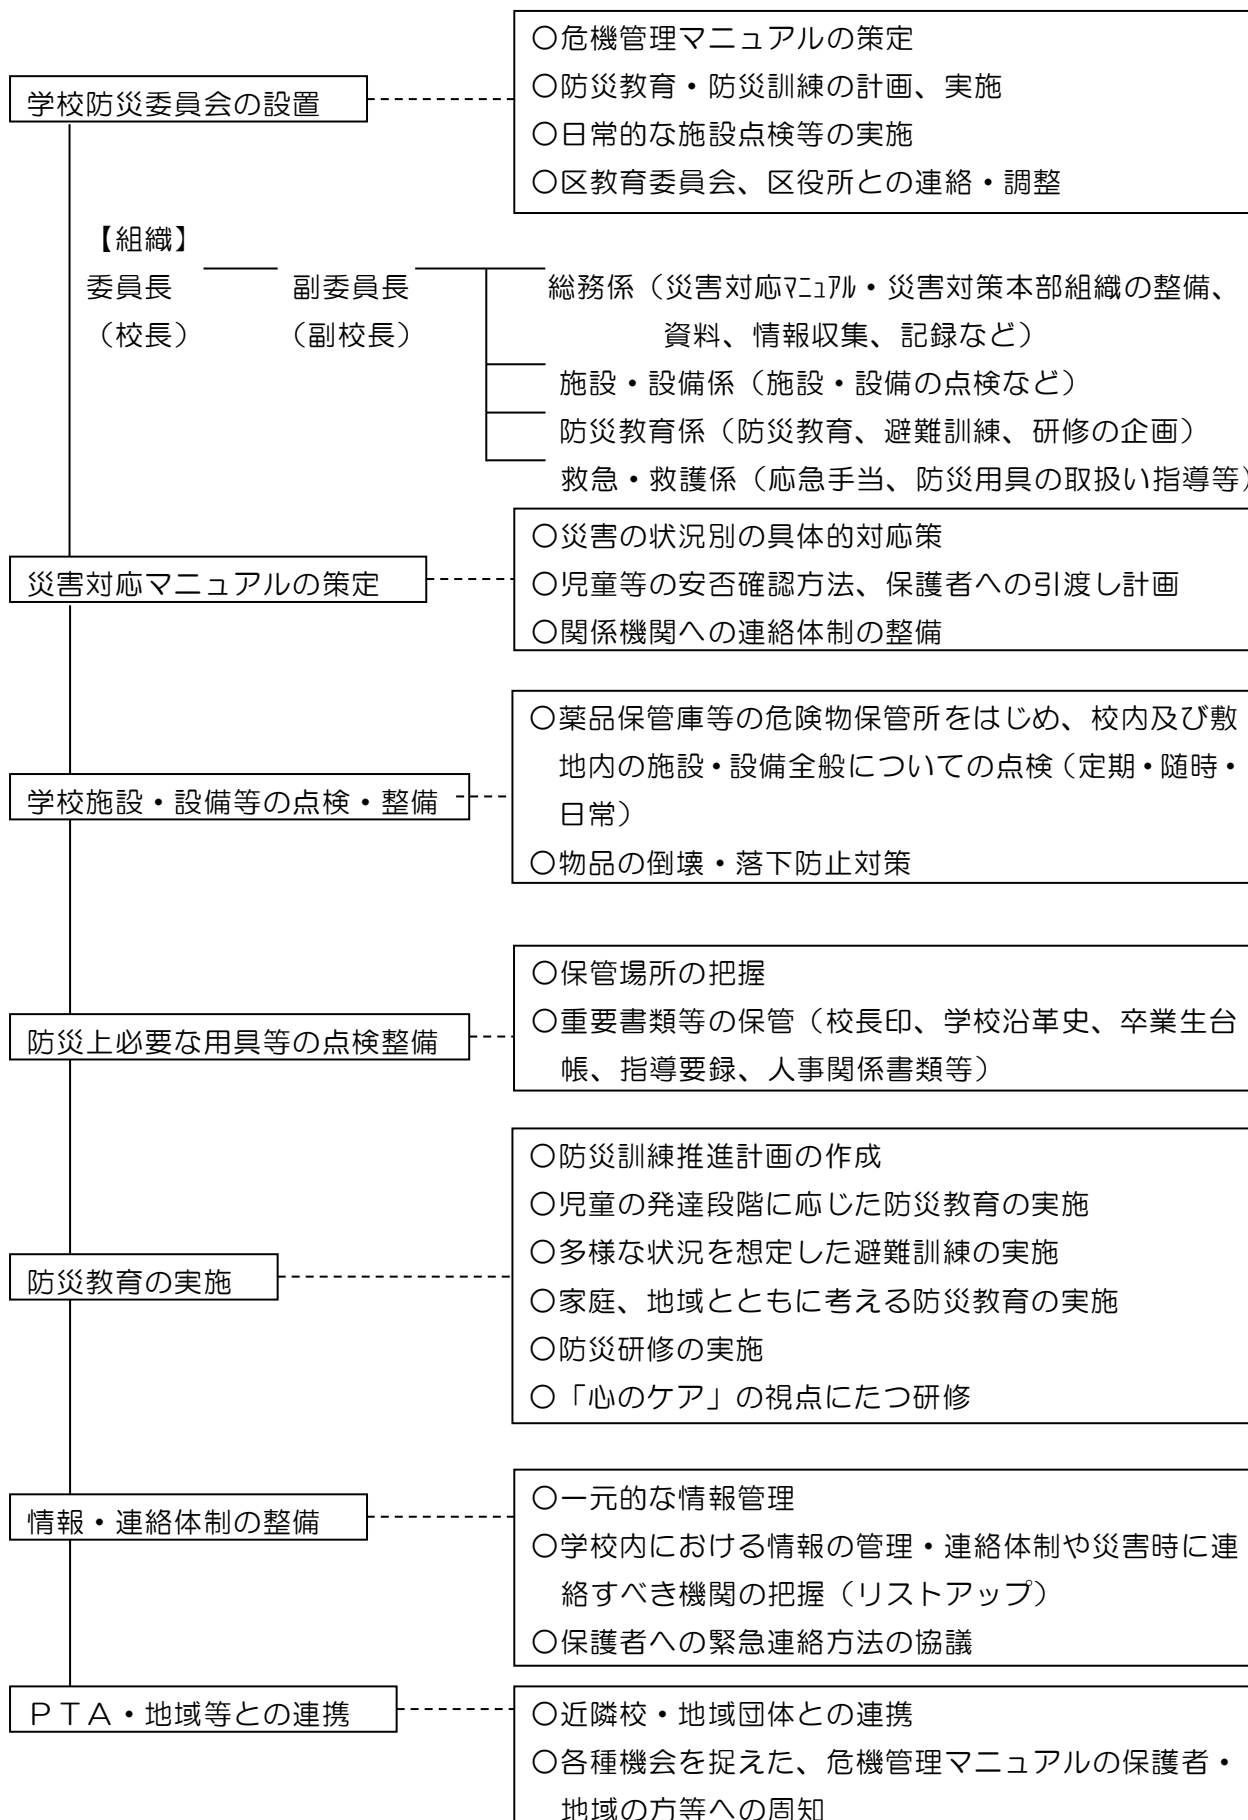 学校防災委員会の設置
○危機管理マニュアルの策定
○防災教育・防災訓練の計画、実施
○日常的な施設点検等の実施
○区教育委員会、区役所との連絡・調整
【組織】
委員長 副委員長 総務係（災害対応ﾏﾆｭｱﾙ・災害対策本部組織の整備、
（校長） （副校長） 資料、情報収集、記録など）
施設・設備係（施設・設備の点検など）
防災教育係（防災教育、避難訓練、研修の企画）
救急・救護係（応急手当、防災用具の取扱い指導等）
災害対応マニュアルの策定
○災害の状況別の具体的対応策
○児童等の安否確認方法、保護者への引渡し計画
○関係機関への連絡体制の整備
学校施設・設備等の点検・整備
○薬品保管庫等の危険物保管所をはじめ、校内及び敷
地内の施設・設備全般についての点検（定期・随時・
日常）
○物品の倒壊・落下防止対策
防災上必要な用具等の点検整備
○保管場所の把握
○重要書類等の保管（校長印、学校沿革史、卒業生台
帳、指導要録、人事関係書類等）
防災教育の実施
○防災訓練推進計画の作成
○児童の発達段階に応じた防災教育の実施
○多様な状況を想定した避難訓練の実施
○家庭、地域とともに考える防災教育の実施
○防災研修の実施
○「心のケア」の視点にたつ研修
情報・連絡体制の整備
○一元的な情報管理
○学校内における情報の管理・連絡体制や災害時に連
絡すべき機関の把握（リストアップ）
○保護者への緊急連絡方法の協議
ＰＴＡ・地域等との連携
○近隣校・地域団体との連携
○各種機会を捉えた、危機管理マニュアルの保護者・
地域の方等への周知